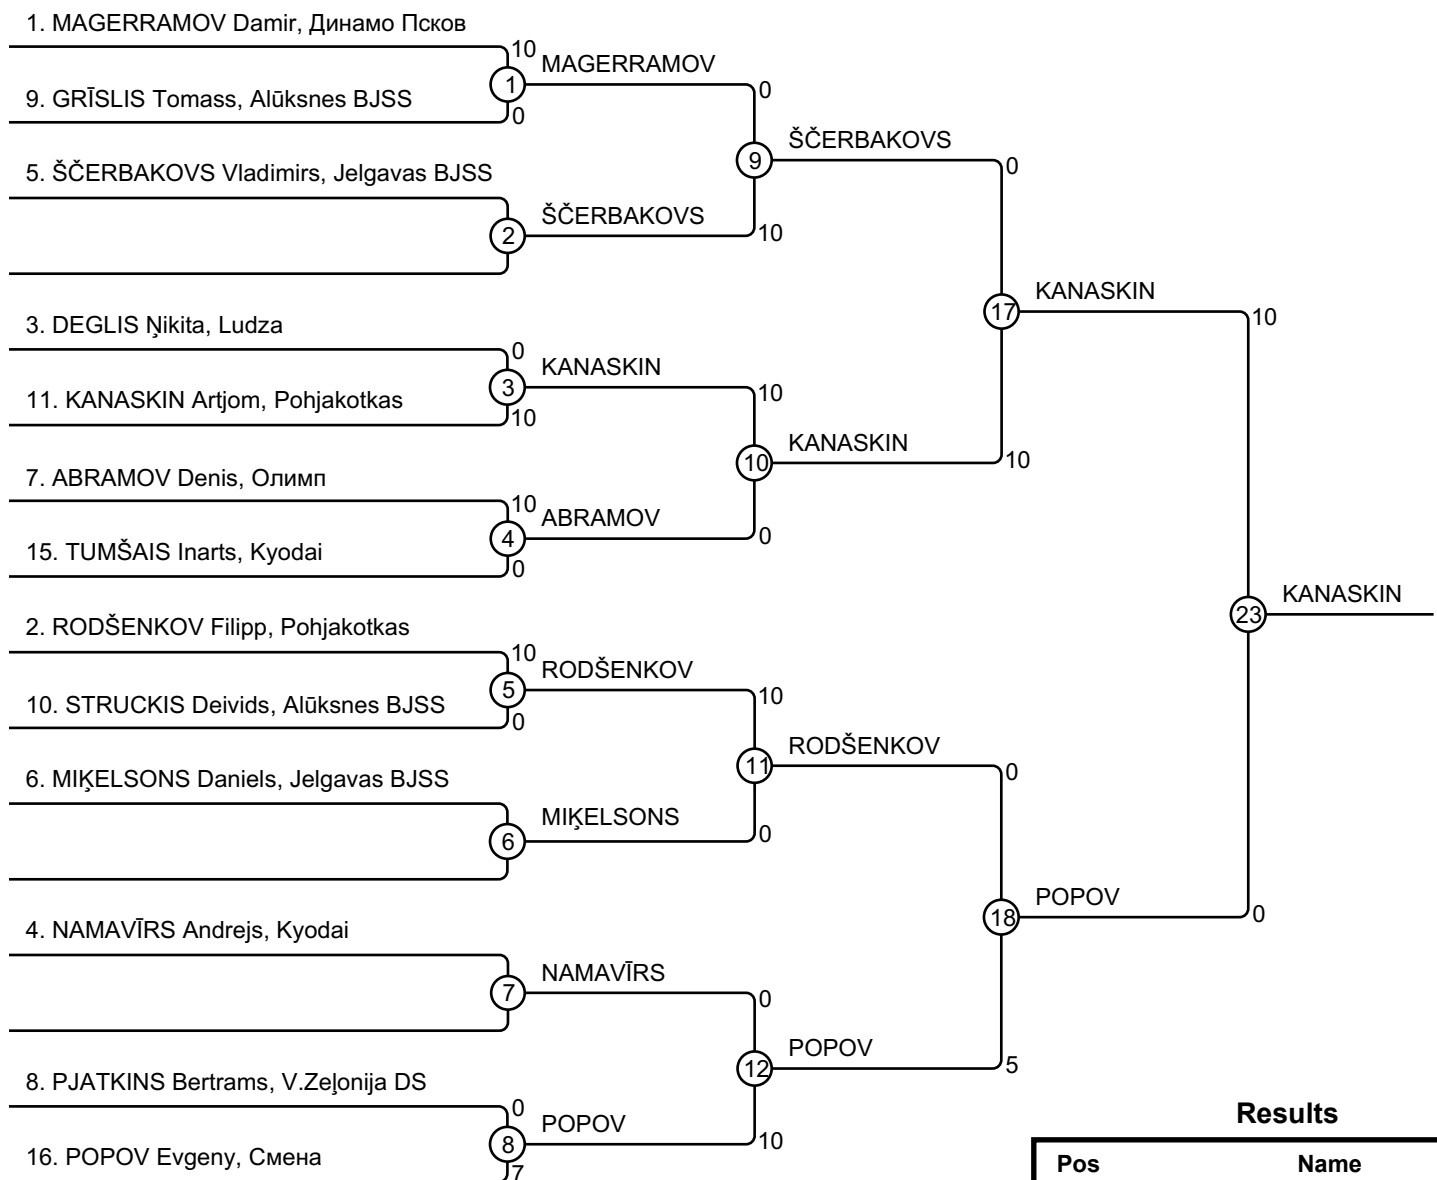 1. MAGERRAMOV Damir, Динамо Псков
10
1
MAGERRAMOV
9. GRĪSLIS Tomass, Alūksnes BJSS
0
0
9
ŠČERBAKOVS
5. ŠČERBAKOVS Vladimirs, Jelgavas BJSS
2
ŠČERBAKOVS
10
0
17
KANASKIN
10
3. DEGLIS Ņikita, Ludza
0
3
KANASKIN
11. KANASKIN Artjom, Pohjakotkas
10
10
10
KANASKIN
10
7. ABRAMOV Denis, Олимп
10
4
ABRAMOV
0
15. TUMŠAIS Inarts, Kyodai
0
23
KANASKIN
2. RODŠENKOV Filipp, Pohjakotkas
10
5
RODŠENKOV
10. STRUCKIS Deivids, Alūksnes BJSS
0
10
11
RODŠENKOV
0
6. MIĶELSONS Daniels, Jelgavas BJSS
6
MIĶELSONS
0
18
POPOV
0
4. NAMAVĪRS Andrejs, Kyodai
7
NAMAVĪRS
0
12
POPOV
5
8. PJATKINS Bertrams, V.Zeļonija DS
0
8
POPOV
10
16. POPOV Evgeny, Смена
7
Results
Pos Name